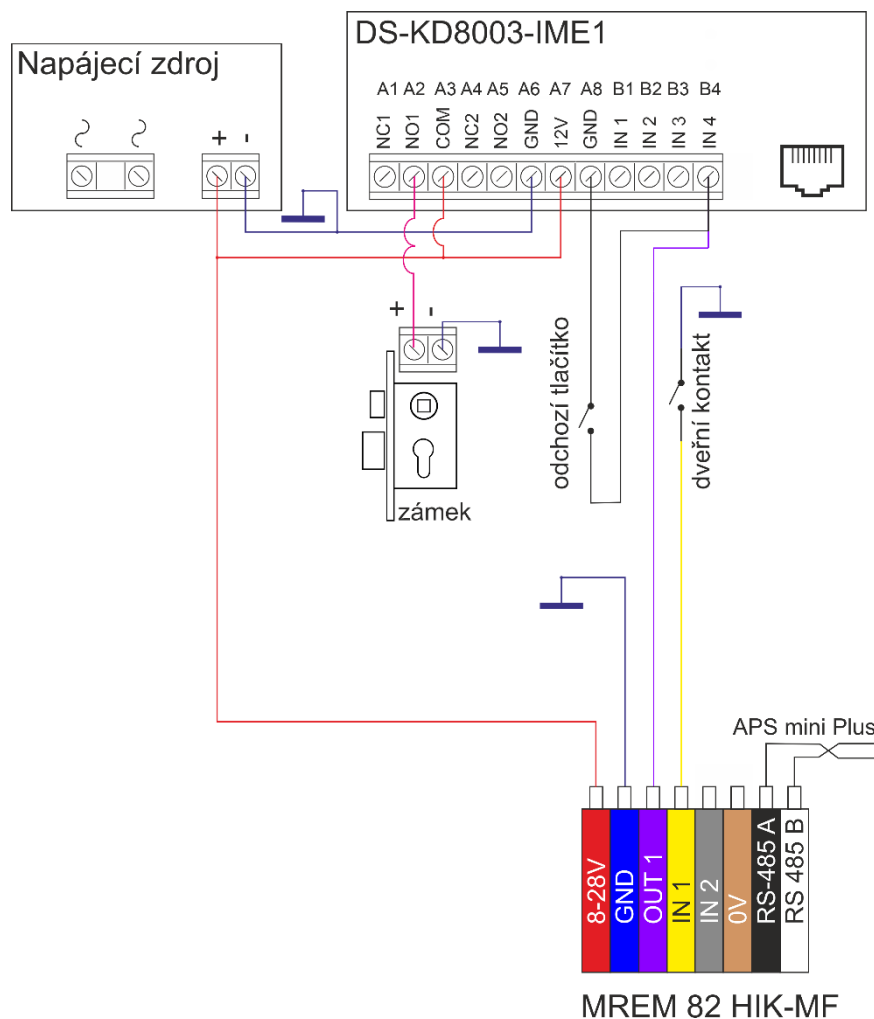 DS-KD8003-IME1
Napájecí zdroj
A1 A2 A3 A4 A5 A6 A7 A8 B1 B2 B3 B4
NC1
NO1
COM
NC2
NO2
GND
12V
GND
IN 1
IN 2
IN 3
IN 4
+ -
+ -
zámek
odchozí tlačítko
dveřní kontakt
APS mini Plus
8-28V
GND
OUT 1
IN 1
IN 2
0V
RS-485 A
RS 485 B
MREM 82 HIK-MF